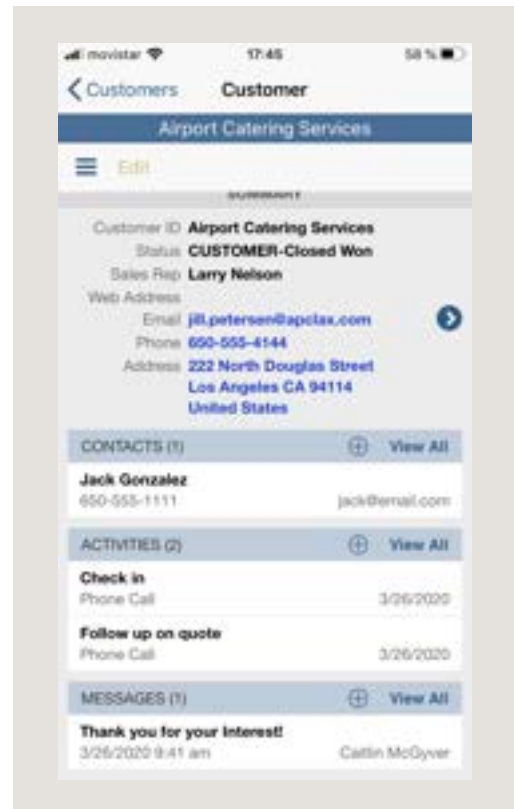 movistar 17:45 58 %
Customers Customer
Airport Catering Services
Edit
SUMMARY
Customer ID Airport Catering Services
Status CUSTOMER-Closed Won
Sales Rep Larry Nelson
Web Address
Email jill.petersen@apclax.com
Phone 650-555-4144
Address 222 North Douglas Street
Los Angeles CA 94114
United States
CONTACTS (1) View All
Jack Gonzalez
650-555-1111 jack@email.com
ACTIVITIES (2) View All
Check in
Phone Call 3/26/2020
Follow up on quote
Phone Call 3/26/2020
MESSAGES (1) View All
Thank you for your Interest!
3/26/2020 9:41 am Caitlin McGyver